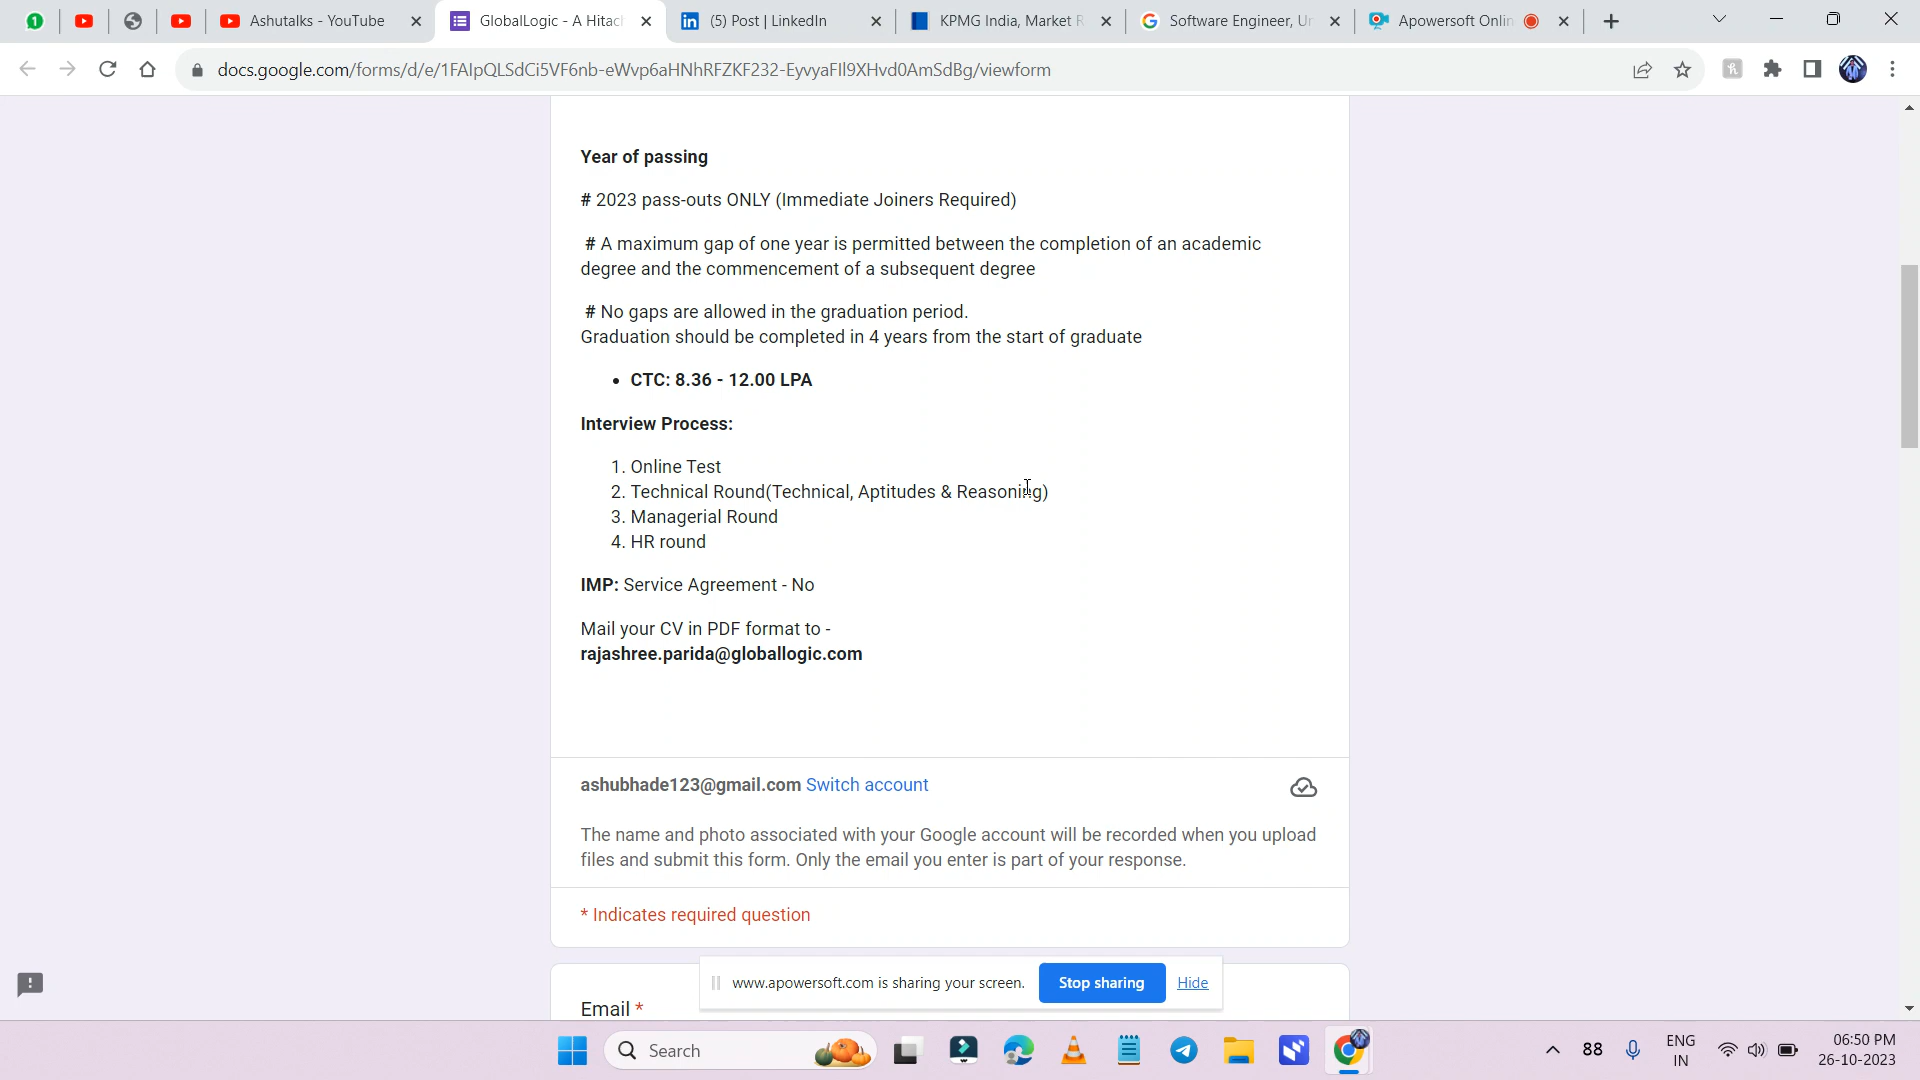 Ashutalks - YouTube
GlobalLogic - A Hitach
(5) Post | LinkedIn
KPMG India, Market R
Software Engineer, Un
Apowersoft Onlin
docs.google.com/forms/d/e/1FAIpQLSdCi5VF6nb-eWvp6aHNhRFZKF232-EyvyaFIl9XHvd0AmSdBg/viewform
Year of passing
# 2023 pass-outs ONLY (Immediate Joiners Required)
# A maximum gap of one year is permitted between the completion of an academic
degree and the commencement of a subsequent degree
# No gaps are allowed in the graduation period.
Graduation should be completed in 4 years from the start of graduate
• CTC: 8.36 - 12.00 LPA
Interview Process:
1. Online Test
2. Technical Round(Technical, Aptitudes & Reasoning)
3. Managerial Round
4. HR round
IMP: Service Agreement - No
Mail your CV in PDF format to -
rajashree.parida@globallogic.com
ashubhade123@gmail.com Switch account
The name and photo associated with your Google account will be recorded when you upload
files and submit this form. Only the email you enter is part of your response.
* Indicates required question
Email *
www.apowersoft.com is sharing your screen.
Stop sharing
Hide
Search
88
ENG
IN
06:50 PM
26-10-2023